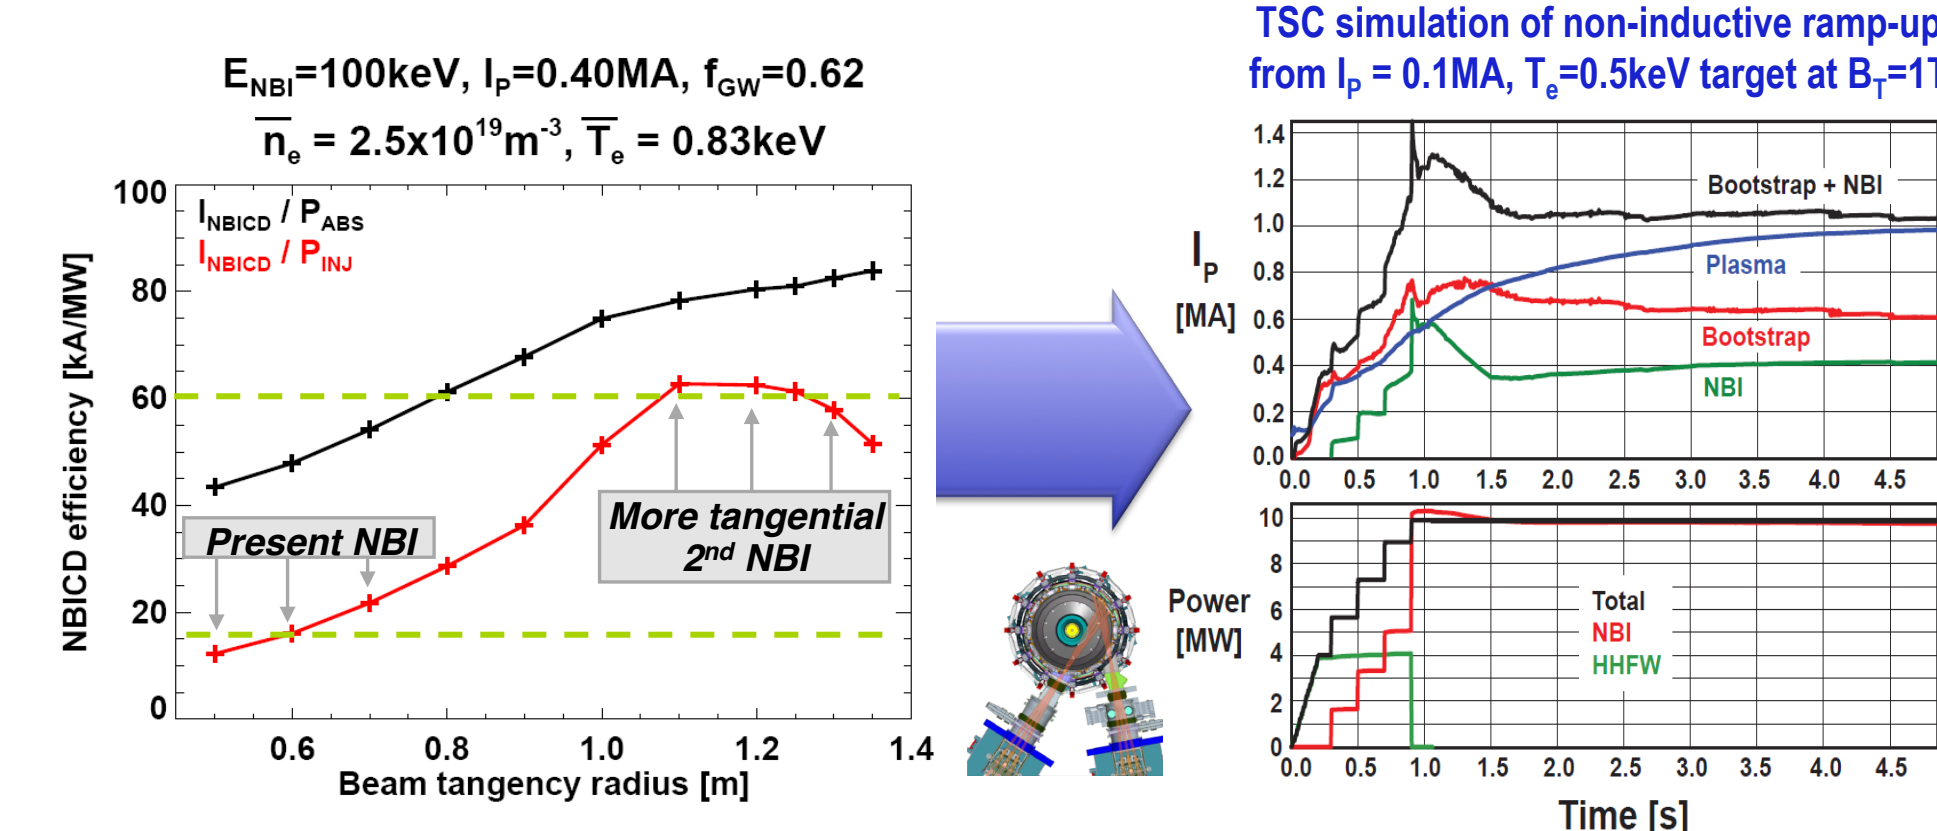 E_NBI=100keV, I_P=0.40MA, f_GW=0.62
n̅_e = 2.5x10^19m^-3, T̅_e = 0.83keV
I_NBICD / P_ABS
I_NBICD / P_INJ
NBICD efficiency [kA/MW]
100
80
60
40
20
0
Present NBI
More tangential
2nd NBI
0.6 0.8 1.0 1.2 1.4
Beam tangency radius [m]
TSC simulation of non-inductive ramp-up
from I_P = 0.1MA, T_e=0.5keV target at B_T=1T
I_P
[MA]
1.4
1.2
1.0
0.8
0.6
0.4
0.2
0.0
Bootstrap + NBI
Plasma
Bootstrap
NBI
0.0 0.5 1.0 1.5 2.0 2.5 3.0 3.5 4.0 4.5
Power
[MW]
10
8
6
4
2
0
Total
NBI
HHFW
0.0 0.5 1.0 1.5 2.0 2.5 3.0 3.5 4.0 4.5
Time [s]